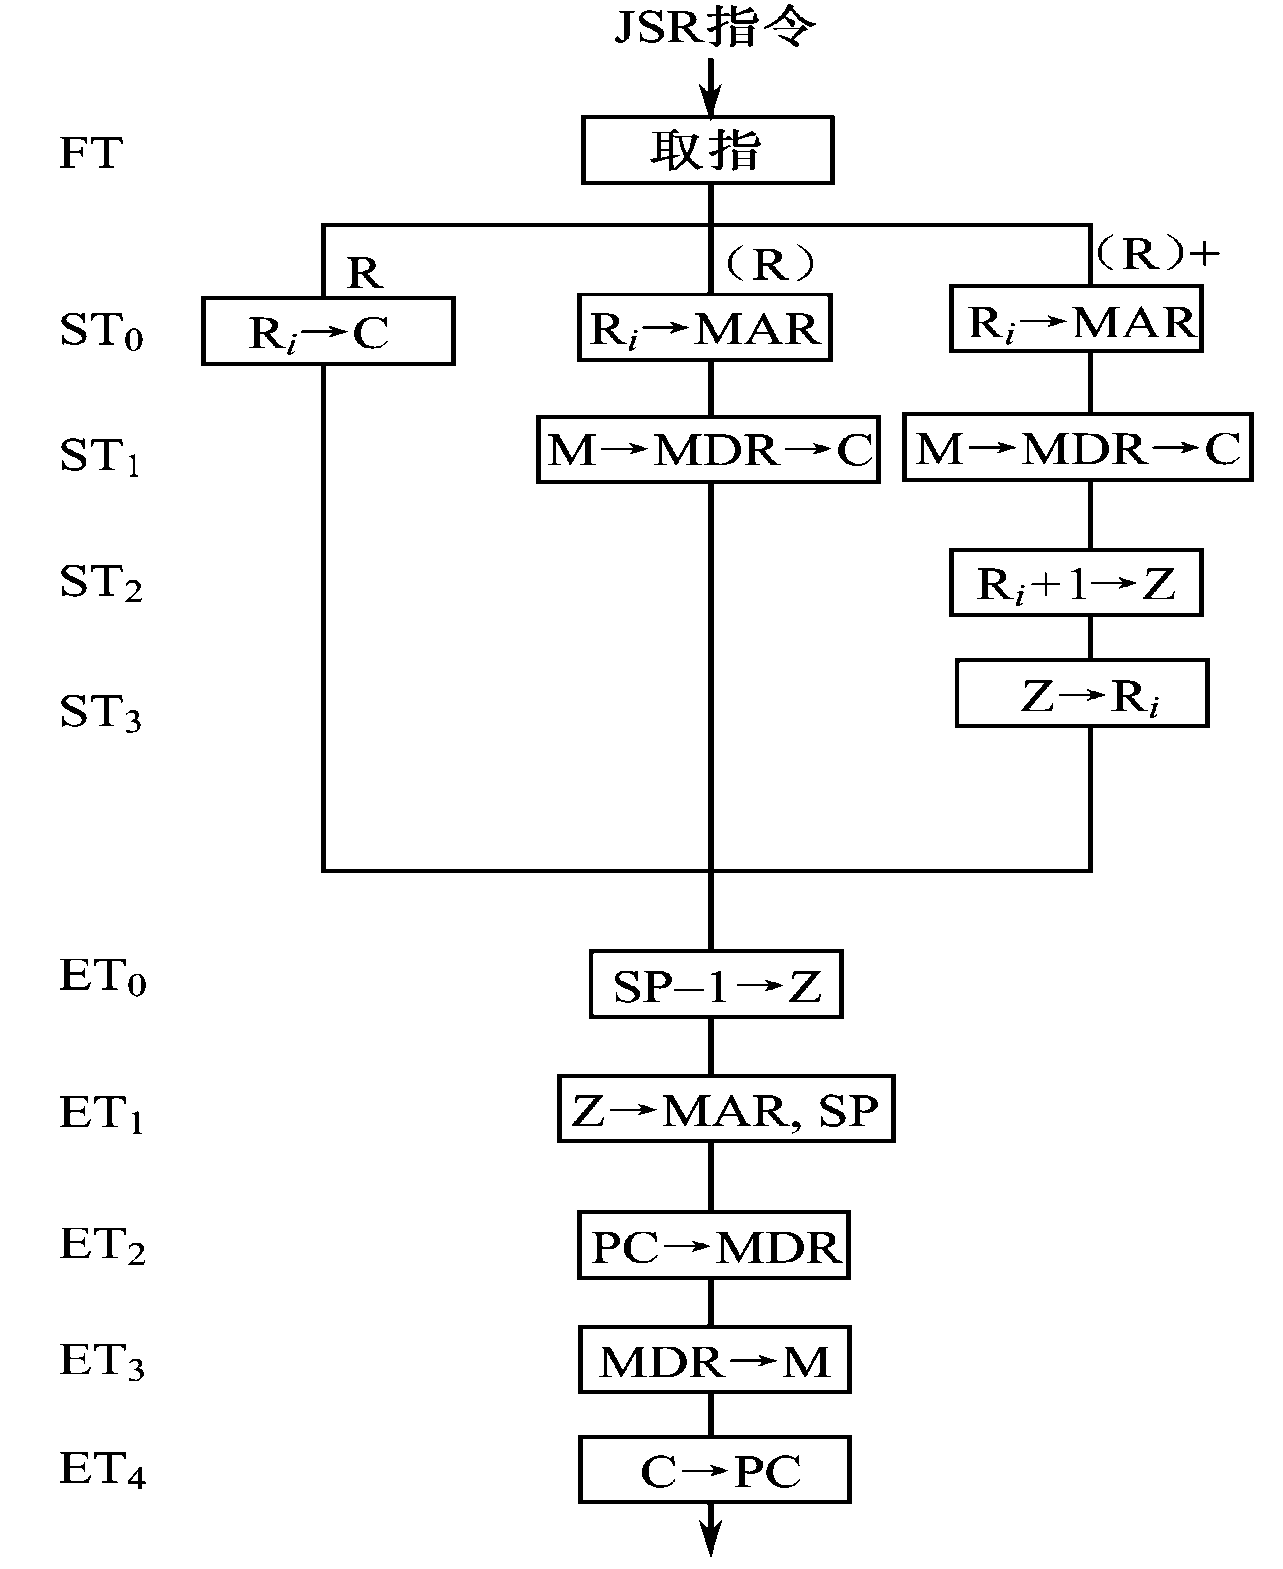 JSR指令
FT 取指
R （R） （R）+
ST₀ Rᵢ→C Rᵢ→MAR Rᵢ→MAR
ST₁ M→MDR→C M→MDR→C
ST₂ Rᵢ+1→Z
ST₃ Z→Rᵢ
ET₀ SP−1→Z
ET₁ Z→MAR, SP
ET₂ PC→MDR
ET₃ MDR→M
ET₄ C→PC